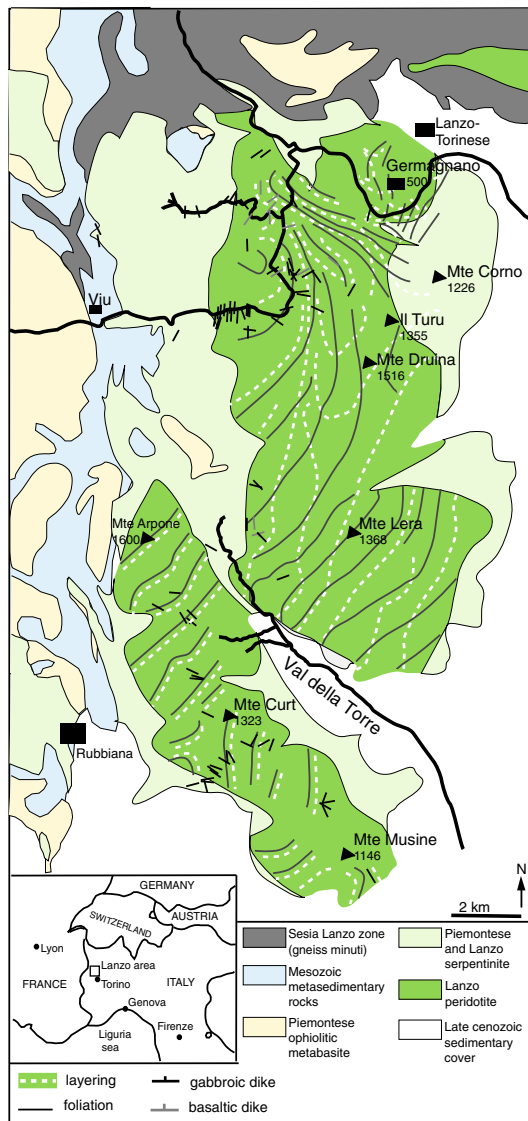 Lanzo-
Torinese
Germagnano
500
Mte Corno
1226
Viu
Il Turu
1355
Mte Druina
1516
Mte Arpone
1600
Mte Lera
1368
Val della Torre
Mte Curt
1323
Rubbiana
Mte Musine
1146
N
2 km
GERMANY
SWITZERLAND
AUSTRIA
Lyon
Lanzo area
FRANCE
Torino
ITALY
Genova
Liguria
sea
Firenze
Sesia Lanzo zone
(gneiss minuti)
Mesozoic
metasedimentary
rocks
Piemontese
ophiolitic
metabasite
Piemontese
and Lanzo
serpentinite
Lanzo
peridotite
Late cenozoic
sedimentary
cover
layering
gabbroic dike
foliation
basaltic dike